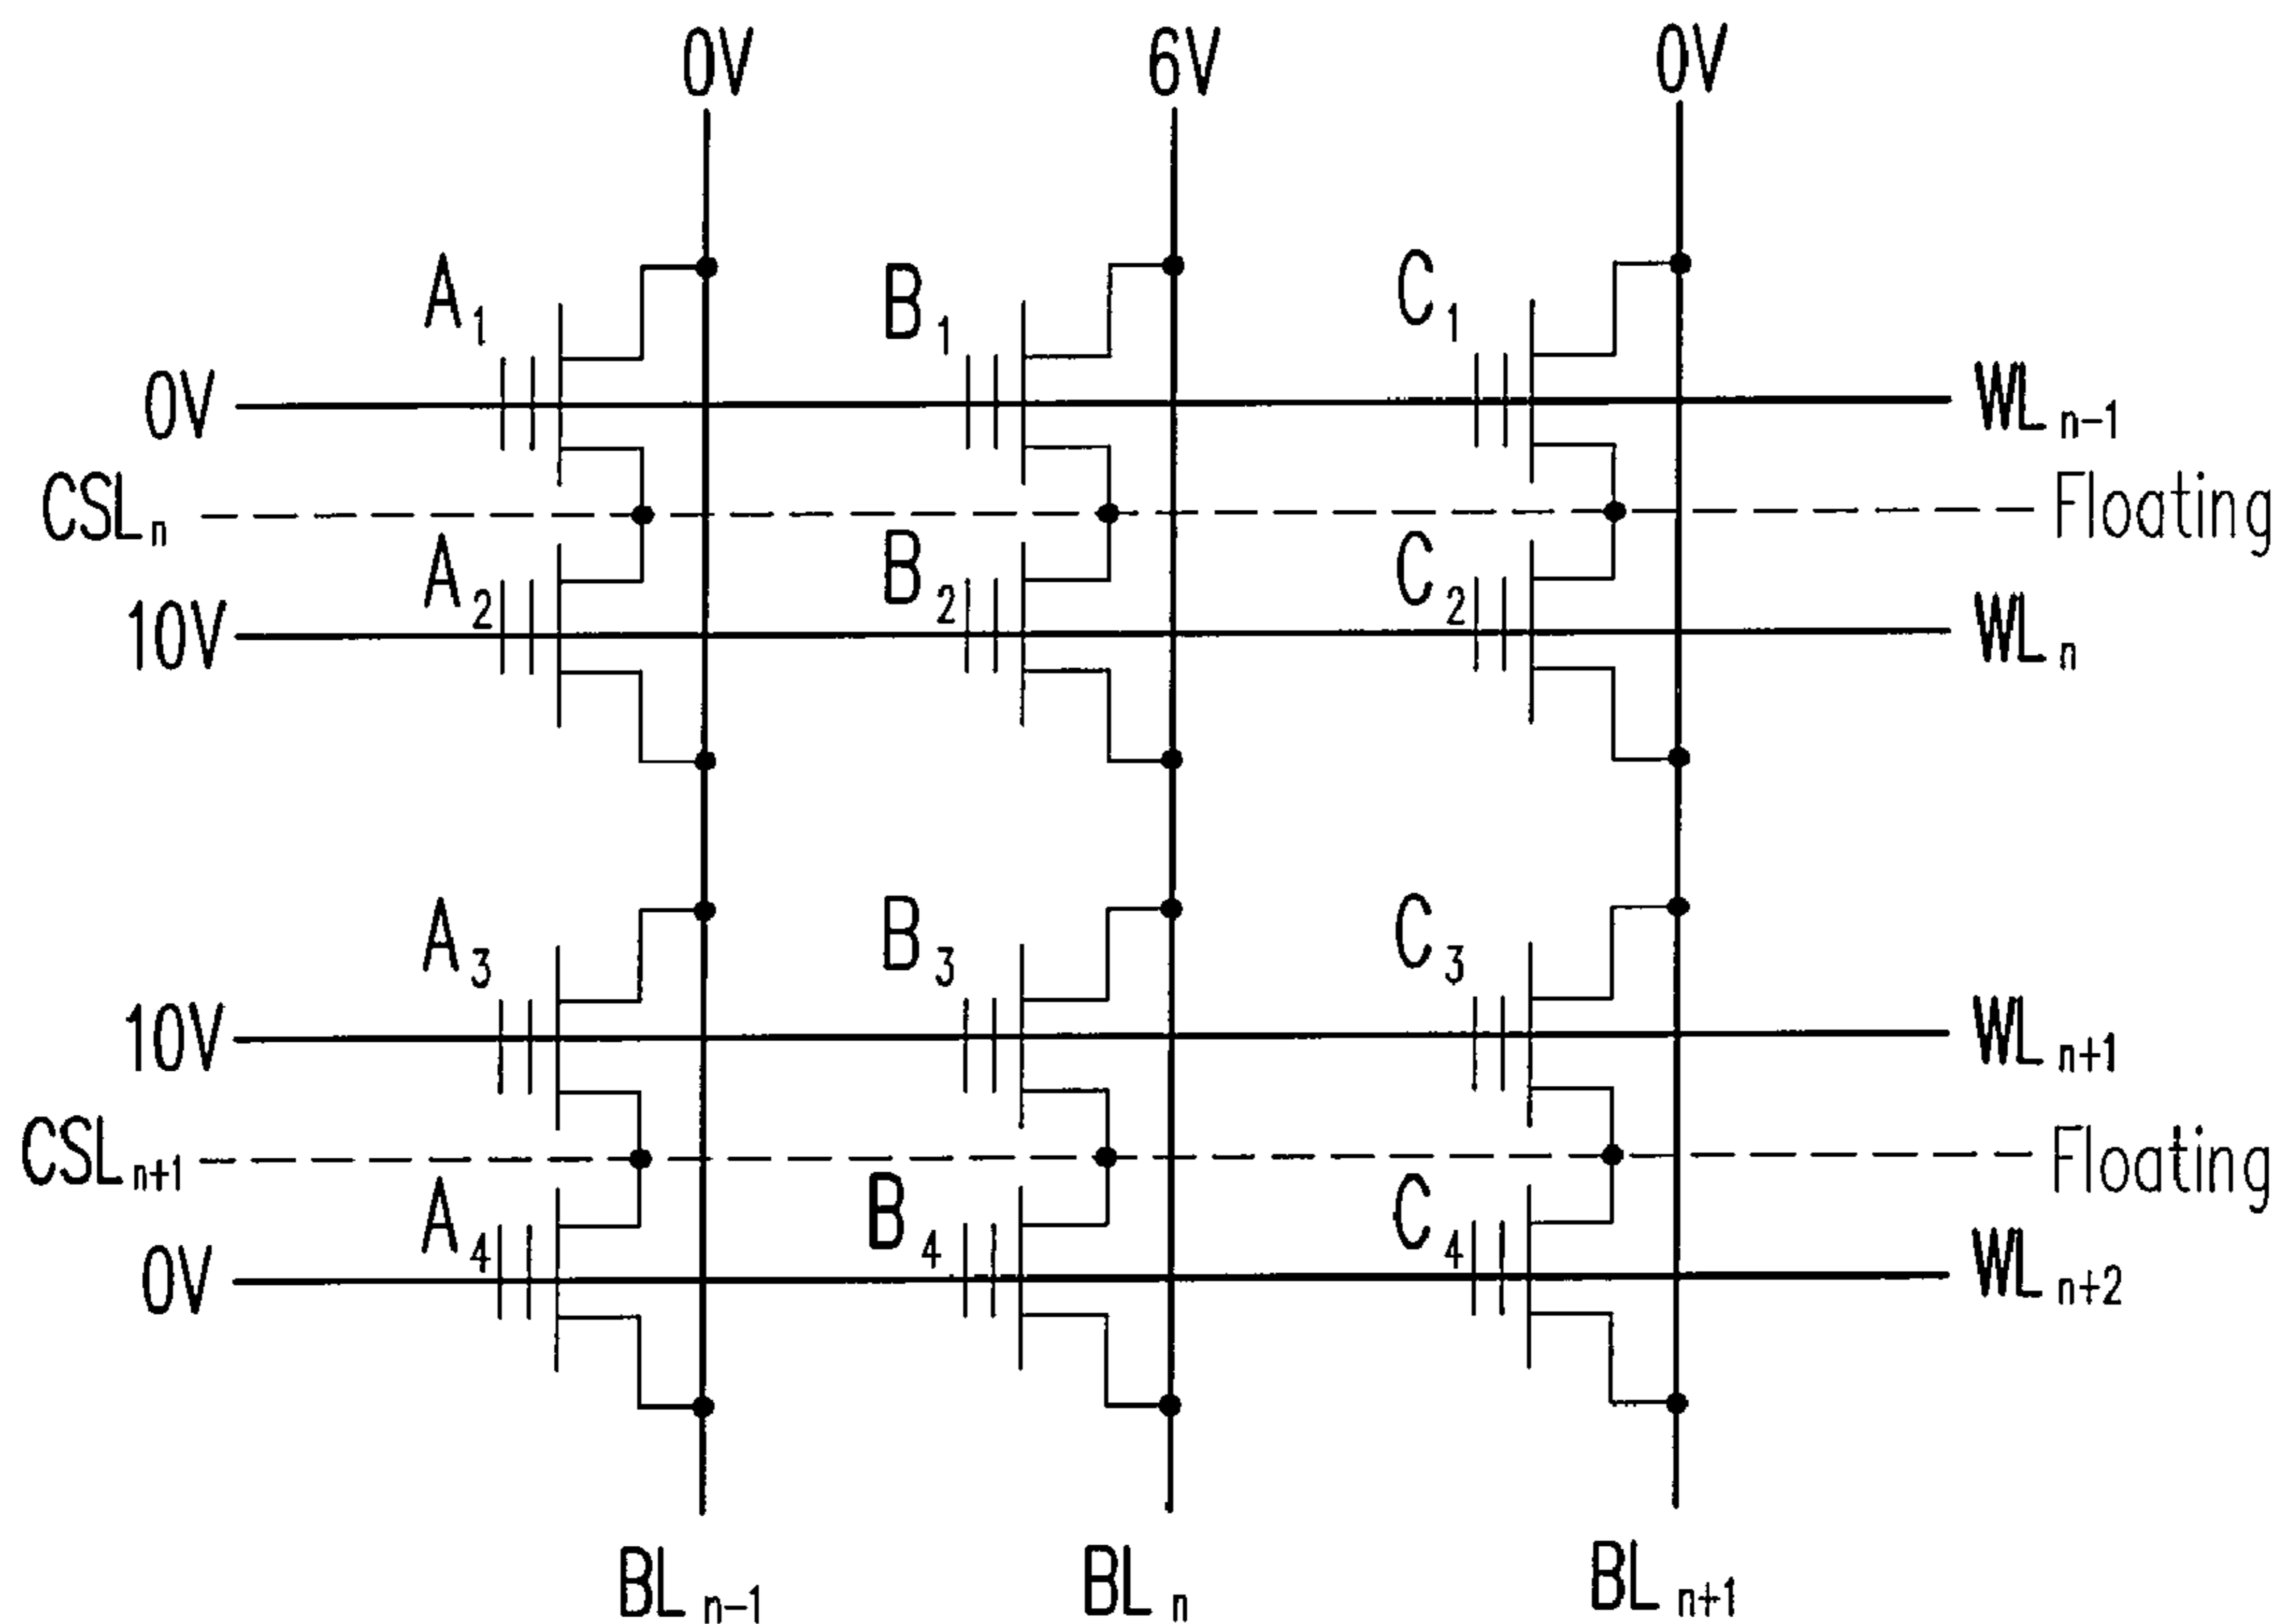 0V 6V 0V
A1 B1 C1
0V WLn-1
CSLn Floating
A2 B2 C2
10V WLn
A3 B3 C3
10V WLn+1
CSLn+1 Floating
A4 B4 C4
0V WLn+2
BLn-1 BLn BLn+1